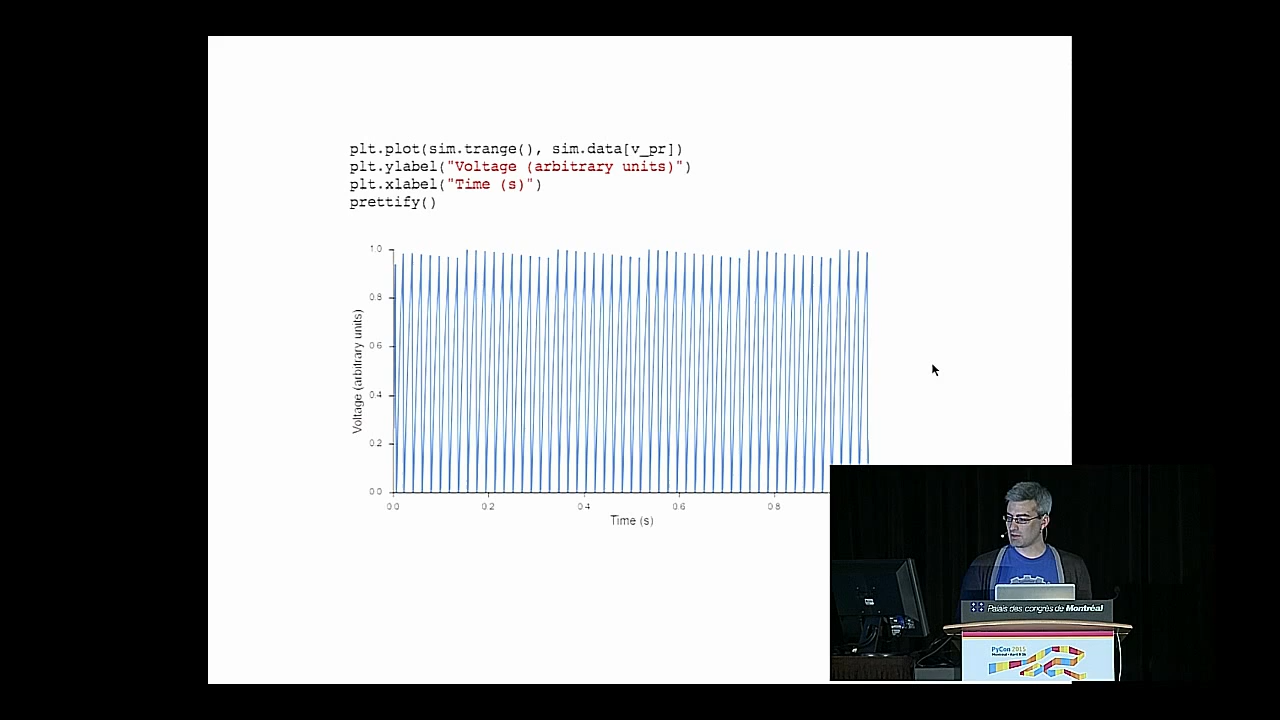 plt.plot(sim.trange(), sim.data[v_pr])
plt.ylabel("Voltage (arbitrary units)")
plt.xlabel("Time (s)")
prettify()
1.0
0.8
0.6
0.4
0.2
0.0
Voltage (arbitrary units)
0.0 0.2 0.4 0.6 0.8
Time (s)
Palais des congrès de Montréal
PyCon 2015